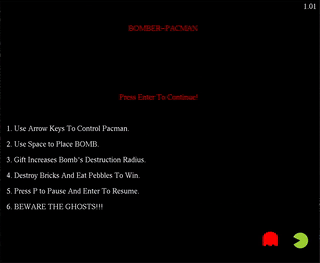 1.01
BOMBER-PACMAN
Press Enter To Continue!
1. Use Arrow Keys To Control Pacman.
2. Use Space to Place BOMB.
3. Gift Increases Bomb's Destruction Radius.
4. Destroy Bricks And Eat Pebbles To Win.
5. Press P to Pause And Enter To Resume.
6. BEWARE THE GHOSTS!!!